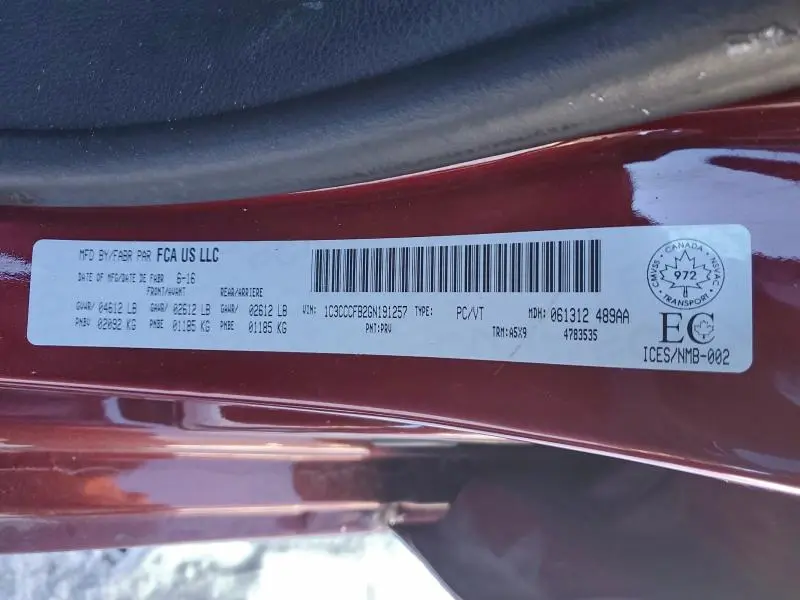 MFD BY/FABR PAR FCA US LLC
DATE OF MFG/DATE DE FABR 6-16
FRONT/AVANT REAR/ARRIERE
GVWR/ 04612 LB GAWR/ 02612 LB GAWR/ 02612 LB
PNBV 02092 KG PNBE 01185 KG PNBE 01185 KG
VIN: 1C3CCCFB2GN191257 TYPE: PC/VT MDH: 061312 489AA
PNT:PRV TRM:A5X9 4783535
CANADA
CMVSS NSVAC
972
TRANSPORT
EC
ICES/NMB-002